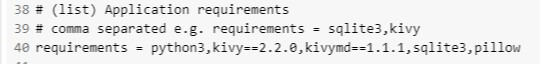 38 # (list) Application requirements
39 # comma separated e.g. requirements = sqlite3,kivy
40 requirements = python3,kivy==2.2.0,kivymd==1.1.1,sqlite3,pillow